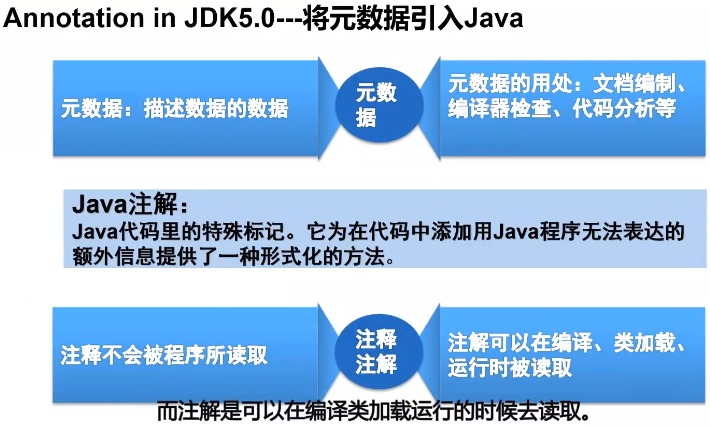 Annotation in JDK5.0---将元数据引入Java
元数据：描述数据的数据
元数
据
元数据的用处：文档编制、
编译器检查、代码分析等
Java注解：
Java代码里的特殊标记。它为在代码中添加用Java程序无法表达的
额外信息提供了一种形式化的方法。
注释不会被程序所读取
注释
注解
注解可以在编译、类加载、
运行时被读取
而注解是可以在编译类加载运行的时候去读取。